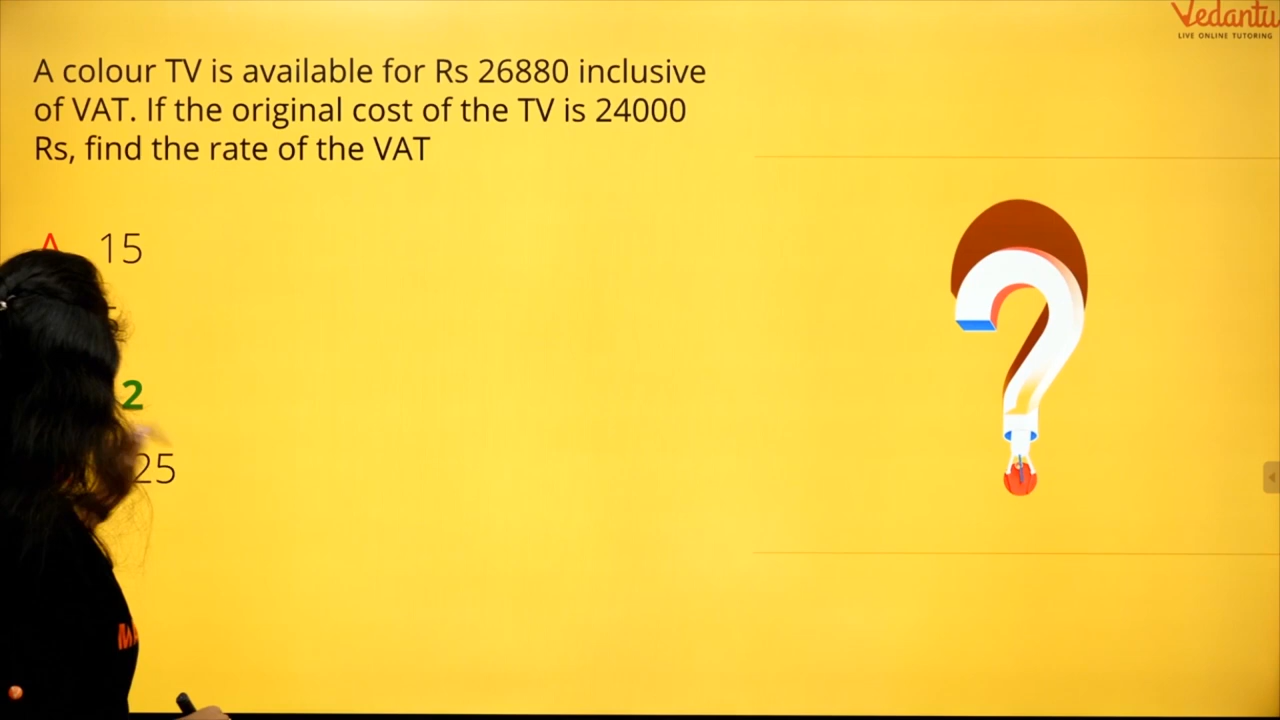 Vedantu
LIVE ONLINE TUTORING
A colour TV is available for Rs 26880 inclusive
of VAT. If the original cost of the TV is 24000
Rs, find the rate of the VAT
A 15
2
25